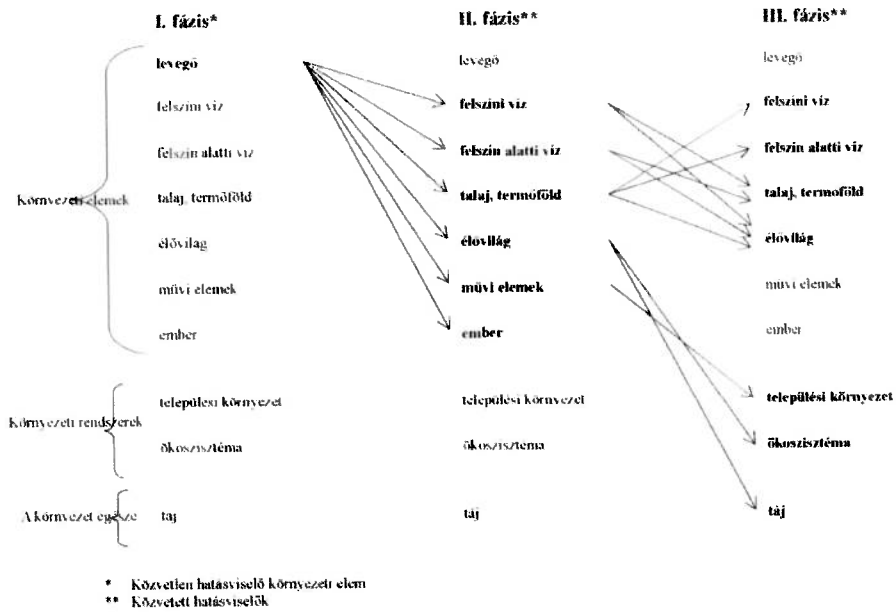 I. fázis* II. fázis** III. fázis**
levegő levegő levegő
felszíni víz felszíni víz felszíni víz
felszín alatti víz felszín alatti víz felszín alatti víz
Környezeti elemek talaj, termőföld talaj, termőföld talaj, termőföld
élővilág élővilág élővilág
művi elemek művi elemek művi elemek
ember ember ember
települési környezet települési környezet települési környezet
Környezeti rendszerek
ökoszisztéma ökoszisztéma ökoszisztéma
A környezet egésze táj táj táj
* Közvetlen hatásviselő környezeti elem
** Közvetett hatásviselők